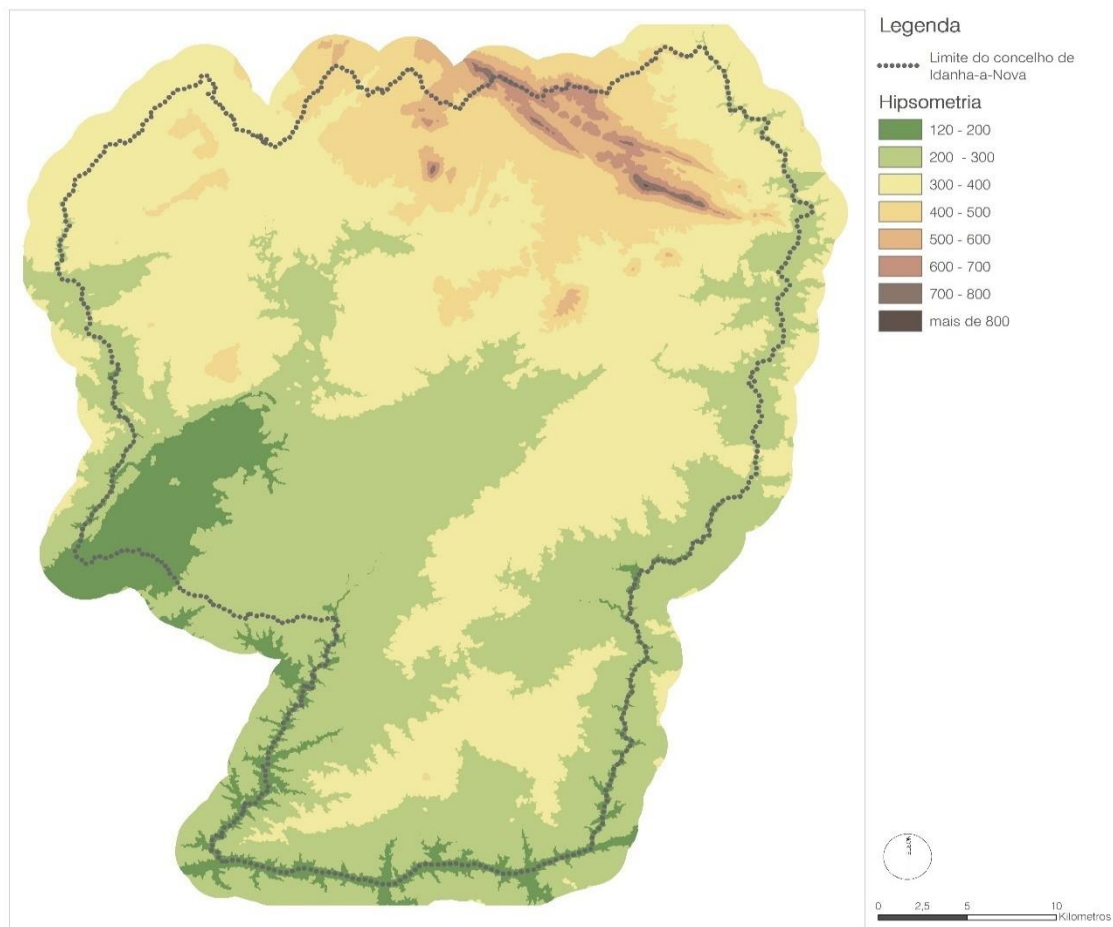 Legenda
Limite do concelho de
Idanha-a-Nova
Hipsometria
120 - 200
200 - 300
300 - 400
400 - 500
500 - 600
600 - 700
700 - 800
mais de 800
0 2,5 5 10
Kilometros